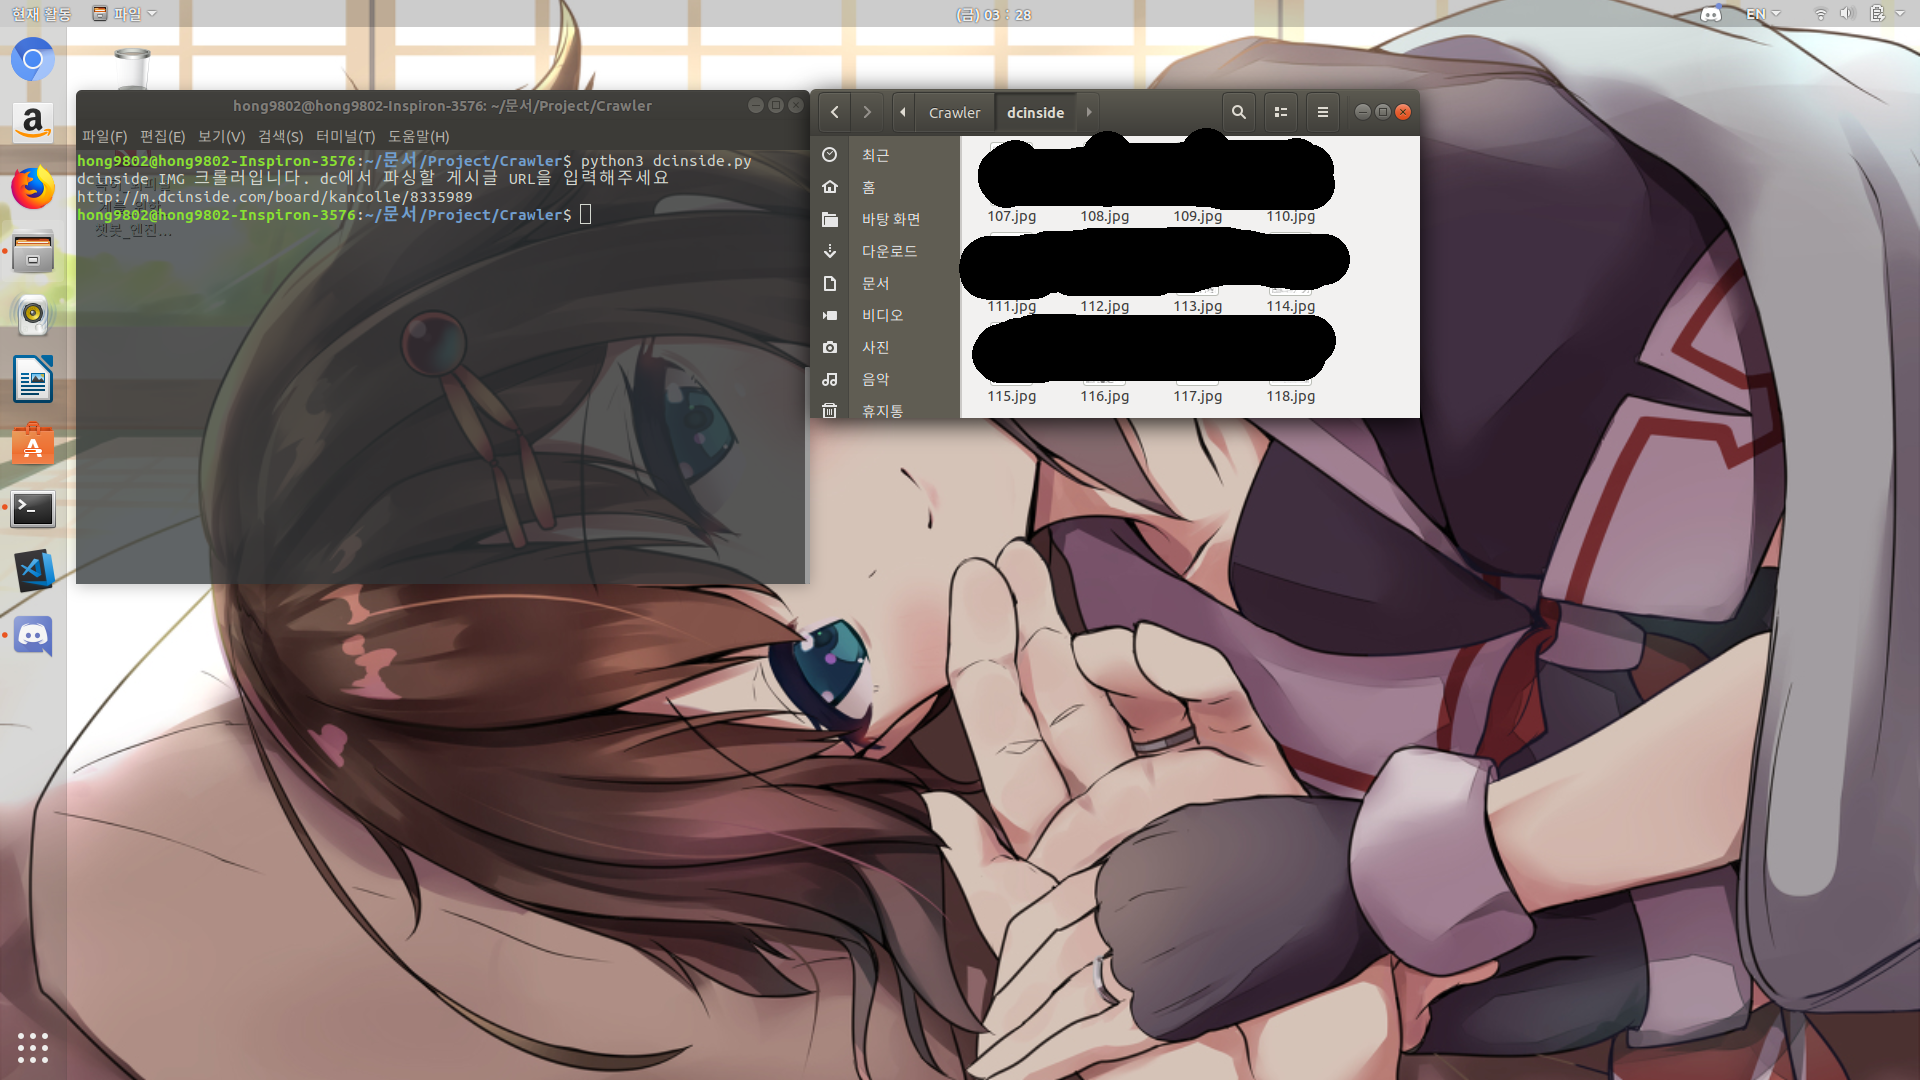 현재 활동
파일
(금) 03 : 28
EN
hong9802@hong9802-Inspiron-3576: ~/문서/Project/Crawler
파일(F) 편집(E) 보기(V) 검색(S) 터미널(T) 도움말(H)
hong9802@hong9802-Inspiron-3576:~/문서/Project/Crawler$ python3 dcinside.py
dcinside IMG 크롤러입니다. dc에서 파싱할 게시글 URL을 입력해주세요
http://m.dcinside.com/board/kancolle/8335989
hong9802@hong9802-Inspiron-3576:~/문서/Project/Crawler$
챗봇_엔진...
Crawler
dcinside
최근
홈
바탕 화면
다운로드
문서
비디오
사진
음악
휴지통
107.jpg 108.jpg 109.jpg 110.jpg
111.jpg 112.jpg 113.jpg 114.jpg
115.jpg 116.jpg 117.jpg 118.jpg